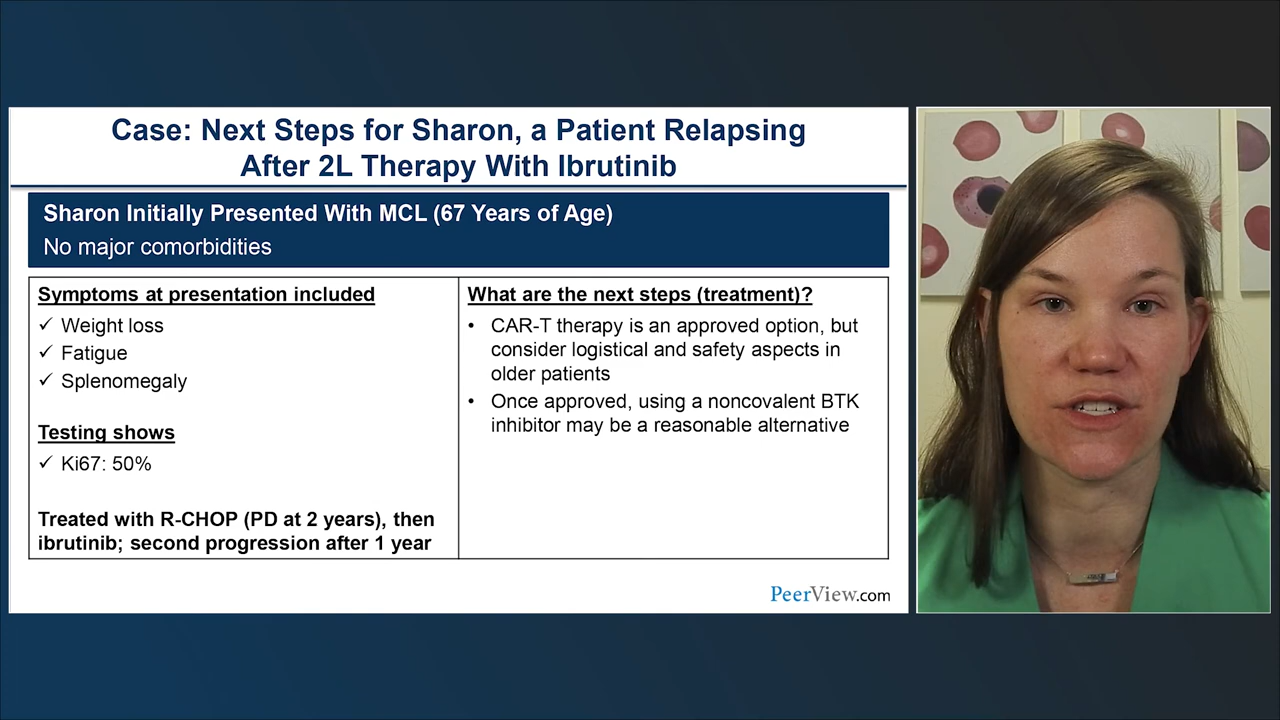 Case: Next Steps for Sharon, a Patient Relapsing
After 2L Therapy With Ibrutinib
Sharon Initially Presented With MCL (67 Years of Age)
No major comorbidities
Symptoms at presentation included
✓ Weight loss
✓ Fatigue
✓ Splenomegaly
Testing shows
✓ Ki67: 50%
Treated with R-CHOP (PD at 2 years), then
ibrutinib; second progression after 1 year
What are the next steps (treatment)?
• CAR-T therapy is an approved option, but
consider logistical and safety aspects in
older patients
• Once approved, using a noncovalent BTK
inhibitor may be a reasonable alternative
PeerView.com